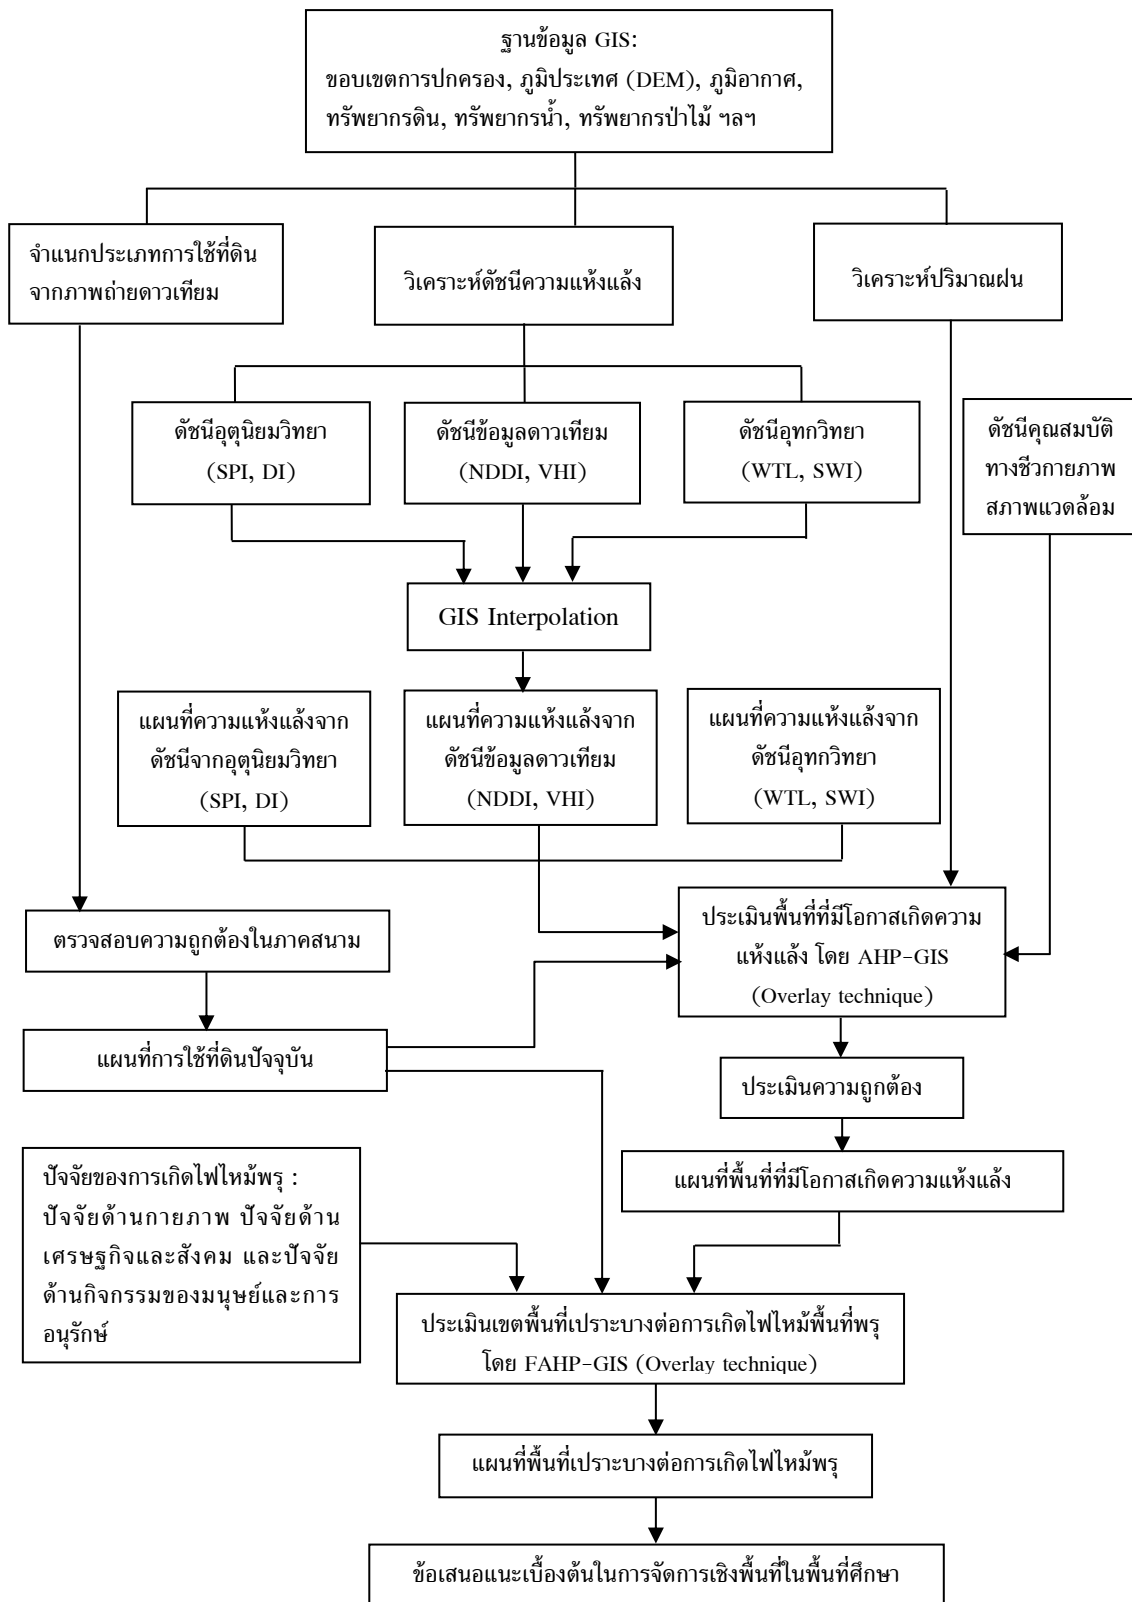 ฐานข้อมูล GIS:
ขอบเขตการปกครอง, ภูมิประเทศ (DEM), ภูมิอากาศ,
ทรัพยากรดิน, ทรัพยากรน้ำ, ทรัพยากรป่าไม้ ฯลฯ
จำแนกประเภทการใช้ที่ดิน
จากภาพถ่ายดาวเทียม
วิเคราะห์ดัชนีความแห้งแล้ง
วิเคราะห์ปริมาณฝน
ดัชนีอุตุนิยมวิทยา
(SPI, DI)
ดัชนีข้อมูลดาวเทียม
(NDDI, VHI)
ดัชนีอุทกวิทยา
(WTL, SWI)
ดัชนีคุณสมบัติ
ทางชีวกายภาพ
สภาพแวดล้อม
GIS Interpolation
แผนที่ความแห้งแล้งจาก
ดัชนีจากอุตุนิยมวิทยา
(SPI, DI)
แผนที่ความแห้งแล้งจาก
ดัชนีข้อมูลดาวเทียม
(NDDI, VHI)
แผนที่ความแห้งแล้งจาก
ดัชนีอุทกวิทยา
(WTL, SWI)
ตรวจสอบความถูกต้องในภาคสนาม
ประเมินพื้นที่ที่มีโอกาสเกิดความ
แห้งแล้ง โดย AHP-GIS
(Overlay technique)
แผนที่การใช้ที่ดินปัจจุบัน
ประเมินความถูกต้อง
แผนที่พื้นที่ที่มีโอกาสเกิดความแห้งแล้ง
ปัจจัยของการเกิดไฟไหม้พรุ :
ปัจจัยด้านกายภาพ ปัจจัยด้าน
เศรษฐกิจและสังคม และปัจจัย
ด้านกิจกรรมของมนุษย์และการ
อนุรักษ์
ประเมินเขตพื้นที่เปราะบางต่อการเกิดไฟไหม้พื้นที่พรุ
โดย FAHP-GIS (Overlay technique)
แผนที่พื้นที่เปราะบางต่อการเกิดไฟไหม้พรุ
ข้อเสนอแนะเบื้องต้นในการจัดการเชิงพื้นที่ในพื้นที่ศึกษา